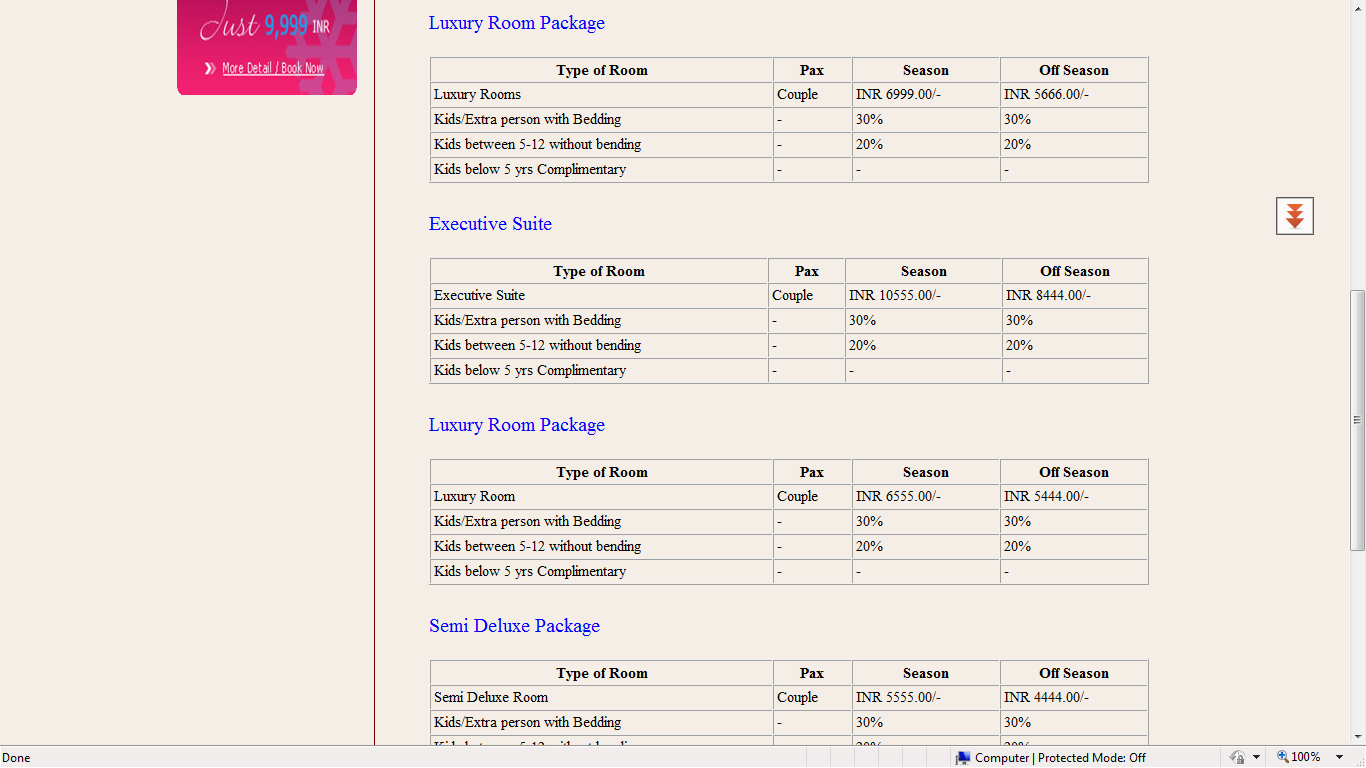 Just 9,999 INR
More Detail / Book Now
Luxury Room Package
Type of Room Pax Season Off Season
Luxury Rooms Couple INR 6999.00/- INR 5666.00/-
Kids/Extra person with Bedding - 30% 30%
Kids between 5-12 without bending - 20% 20%
Kids below 5 yrs Complimentary - - -
Executive Suite
Type of Room Pax Season Off Season
Executive Suite Couple INR 10555.00/- INR 8444.00/-
Kids/Extra person with Bedding - 30% 30%
Kids between 5-12 without bending - 20% 20%
Kids below 5 yrs Complimentary - - -
Luxury Room Package
Type of Room Pax Season Off Season
Luxury Room Couple INR 6555.00/- INR 5444.00/-
Kids/Extra person with Bedding - 30% 30%
Kids between 5-12 without bending - 20% 20%
Kids below 5 yrs Complimentary - - -
Semi Deluxe Package
Type of Room Pax Season Off Season
Semi Deluxe Room Couple INR 5555.00/- INR 4444.00/-
Kids/Extra person with Bedding - 30% 30%
Done Computer | Protected Mode: Off 100%